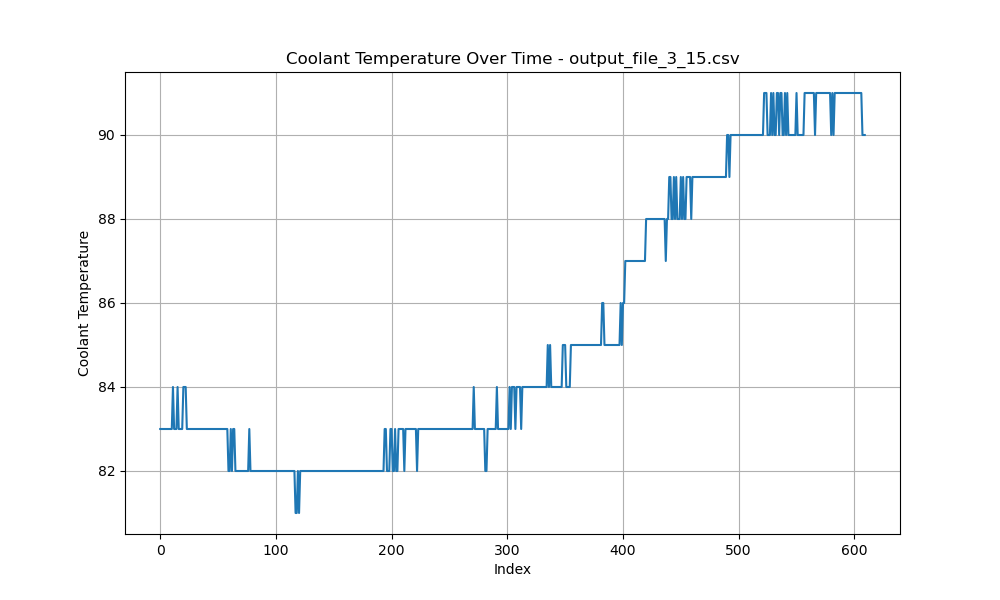 Coolant Temperature Over Time - output_file_3_15.csv
Coolant Temperature
90
88
86
84
82
0 100 200 300 400 500 600
Index